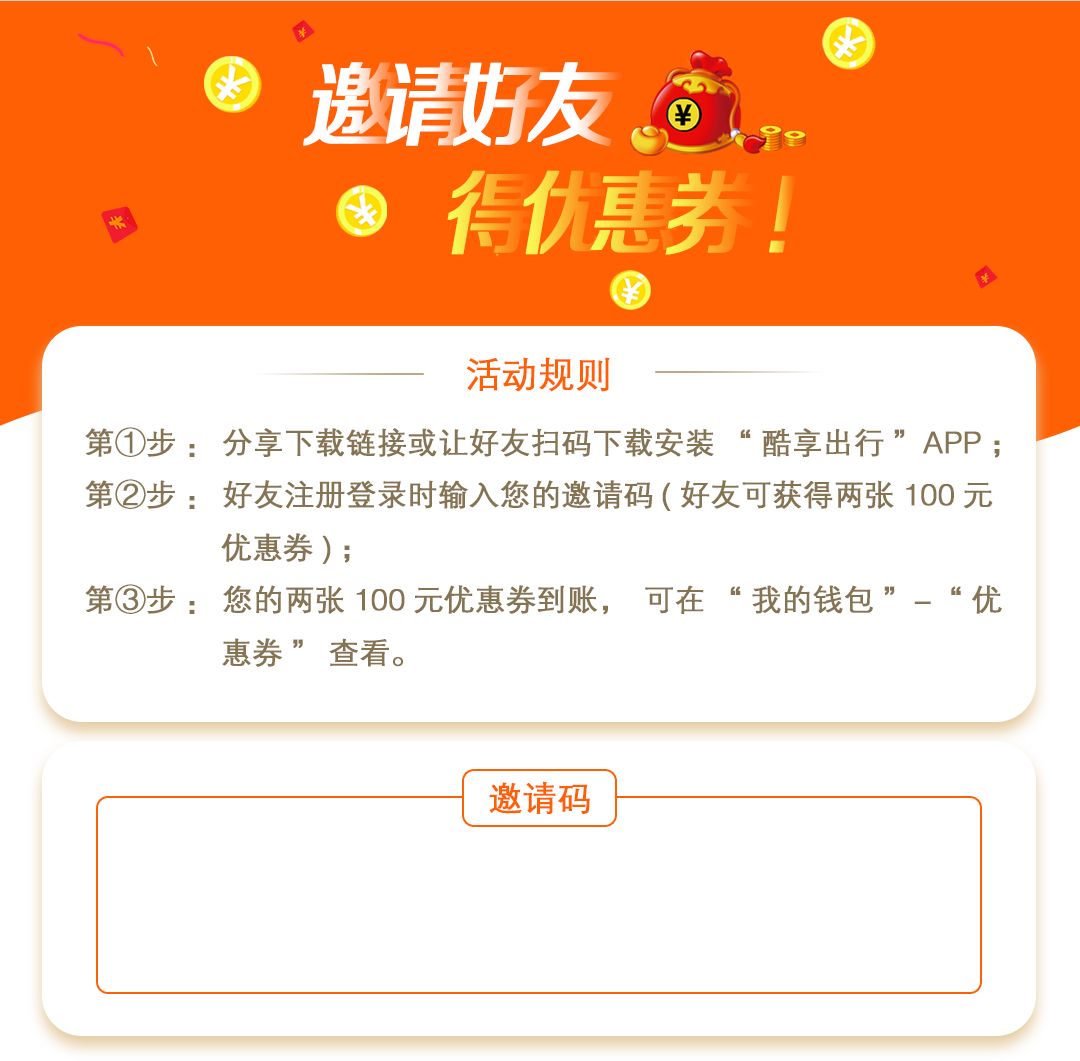 邀请好友
得优惠券！
活动规则
第①步： 分享下载链接或让好友扫码下载安装 “酷享出行” APP；
第②步： 好友注册登录时输入您的邀请码(好友可获得两张 100 元
优惠券)；
第③步： 您的两张 100 元优惠券到账， 可在 “我的钱包”–“优
惠券” 查看。
邀请码